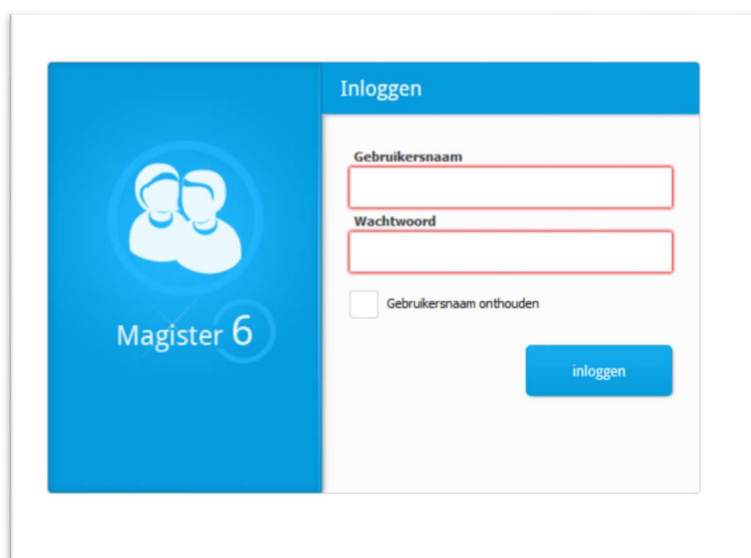 Inloggen
Gebruikersnaam
Wachtwoord
Gebruikersnaam onthouden
Magister 6
inloggen